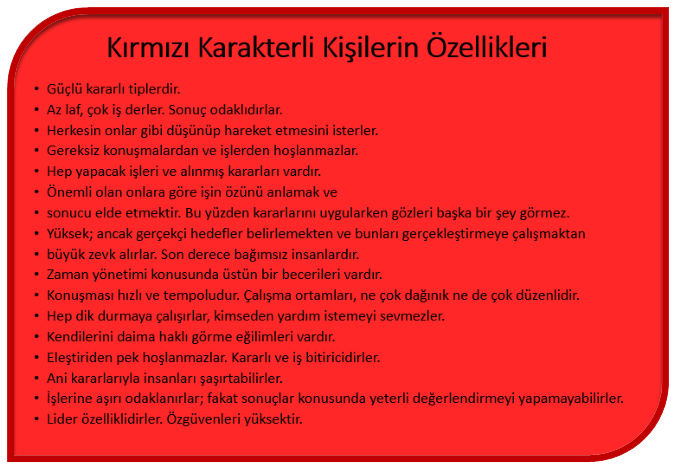 Kırmızı Karakterli Kişilerin Özellikleri
• Güçlü kararlı tiplerdir.
• Az laf, çok iş derler. Sonuç odaklıdırlar.
• Herkesin onlar gibi düşünüp hareket etmesini isterler.
• Gereksiz konuşmalardan ve işlerden hoşlanmazlar.
• Hep yapacak işleri ve alınmış kararları vardır.
• Önemli olan onlara göre işin özünü anlamak ve
• sonucu elde etmektir. Bu yüzden kararlarını uygularken gözleri başka bir şey görmez.
• Yüksek; ancak gerçekçi hedefler belirlemekten ve bunları gerçekleştirmeye çalışmaktan
• büyük zevk alırlar. Son derece bağımsız insanlardır.
• Zaman yönetimi konusunda üstün bir becerileri vardır.
• Konuşması hızlı ve tempoludur. Çalışma ortamları, ne çok dağınık ne de çok düzenlidir.
• Hep dik durmaya çalışırlar, kimseden yardım istemeyi sevmezler.
• Kendilerini daima haklı görme eğilimleri vardır.
• Eleştiriden pek hoşlanmazlar. Kararlı ve iş bitiricidirler.
• Ani kararlarıyla insanları şaşırtabilirler.
• İşlerine aşırı odaklanırlar; fakat sonuçlar konusunda yeterli değerlendirmeyi yapamayabilirler.
• Lider özelliklidirler. Özgüvenleri yüksektir.